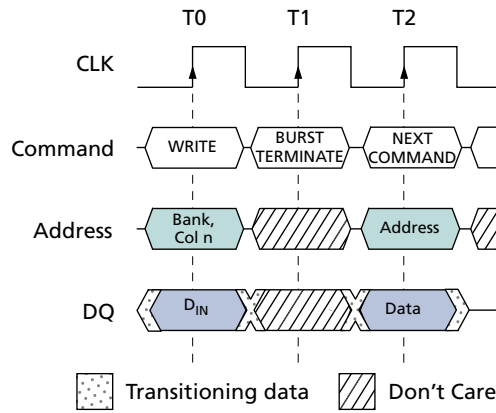 T0 T1 T2
CLK
Command WRITE BURST TERMINATE NEXT COMMAND
Address Bank, Col n Address
DQ DIN Data
Transitioning data Don't Care